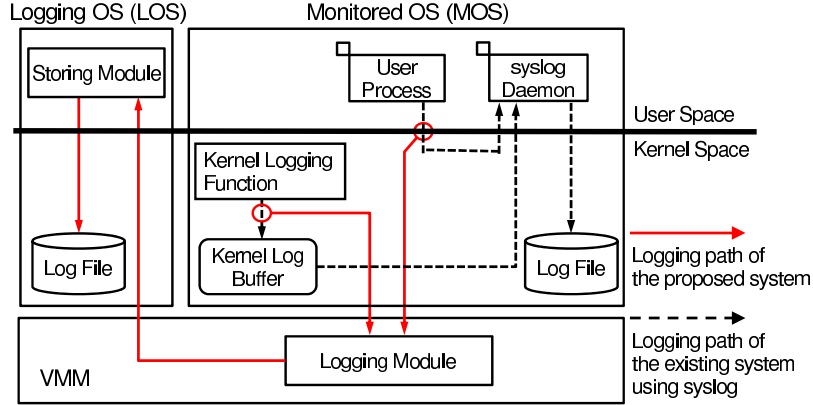 Logging OS (LOS)
Monitored OS (MOS)
Storing Module
User
Process
syslog
Daemon
User Space
Kernel Space
Kernel Logging
Function
Kernel Log
Buffer
Log File
Log File
Logging path of
the proposed system
Logging Module
VMM
Logging path of
the existing system
using syslog